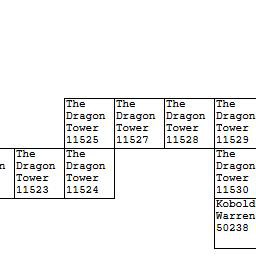 The
Dragon
Tower
11525
The
Dragon
Tower
11527
The
Dragon
Tower
11528
The
Dragon
Tower
11529
n
The
Dragon
Tower
11523
The
Dragon
Tower
11524
The
Dragon
Tower
11530
Kobold
Warren
50238